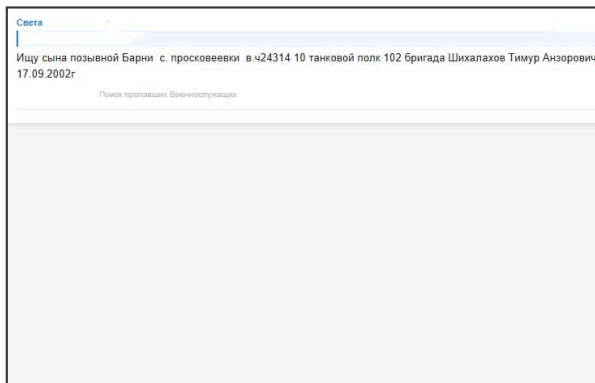 Света
Ищу сына позывной Барни с. просковеевки в.ч24314 10 танковой полк 102 бригада Шихалахов Тимур Анзорович
17.09.2002г
Поиск пропавших Военнослужащих